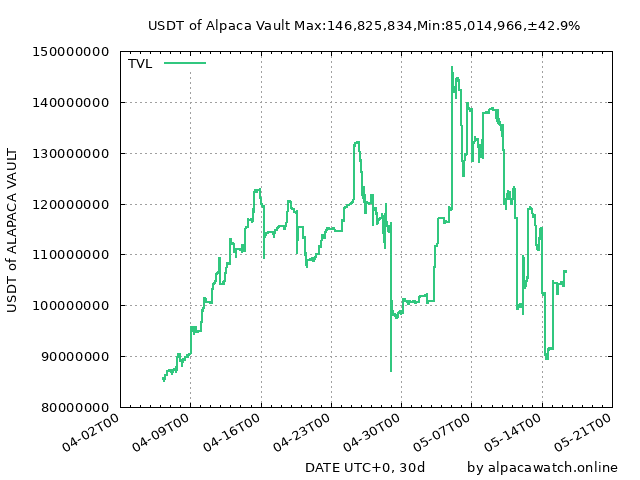 USDT of Alpaca Vault Max:146,825,834,Min:85,014,966,±42.9%
150000000
TVL
140000000
130000000
120000000
110000000
100000000
90000000
80000000
USDT of ALAPACA VAULT
04-02T00
04-09T00
04-16T00
04-23T00
04-30T00
05-07T00
05-14T00
05-21T00
DATE UTC+0, 30d
by alpacawatch.online